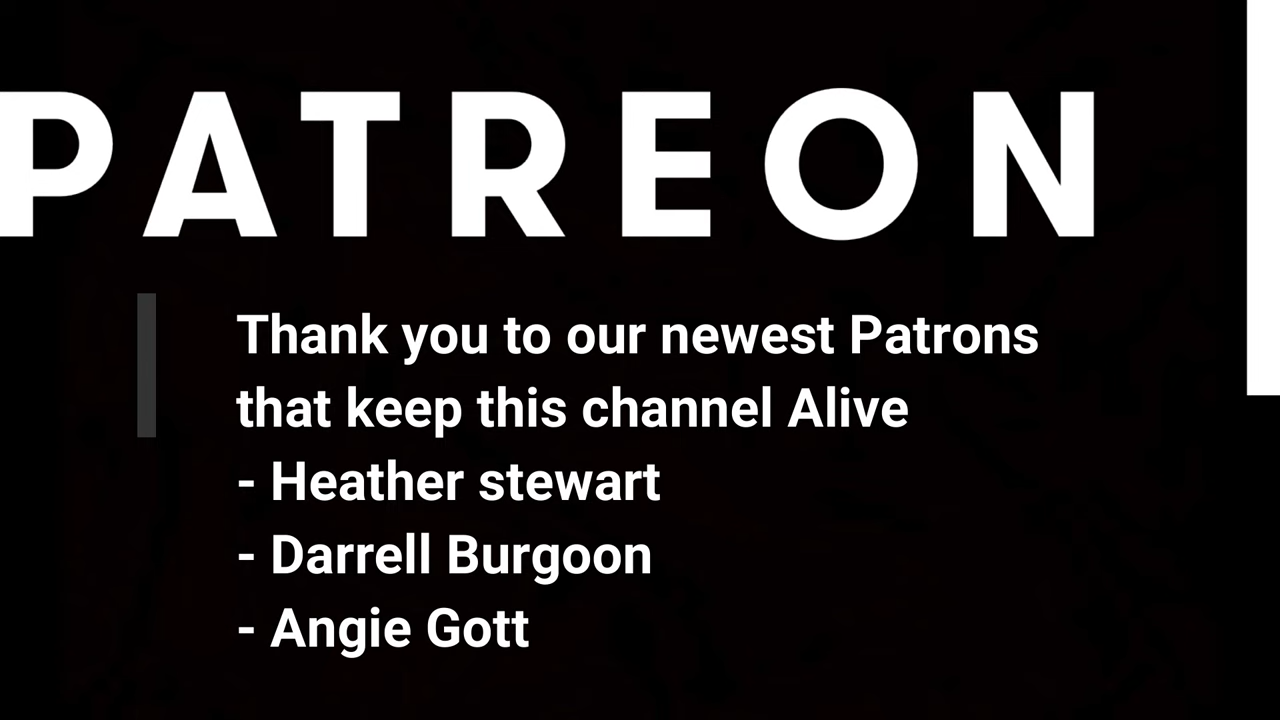 PATREON
Thank you to our newest Patrons
that keep this channel Alive
- Heather stewart
- Darrell Burgoon
- Angie Gott